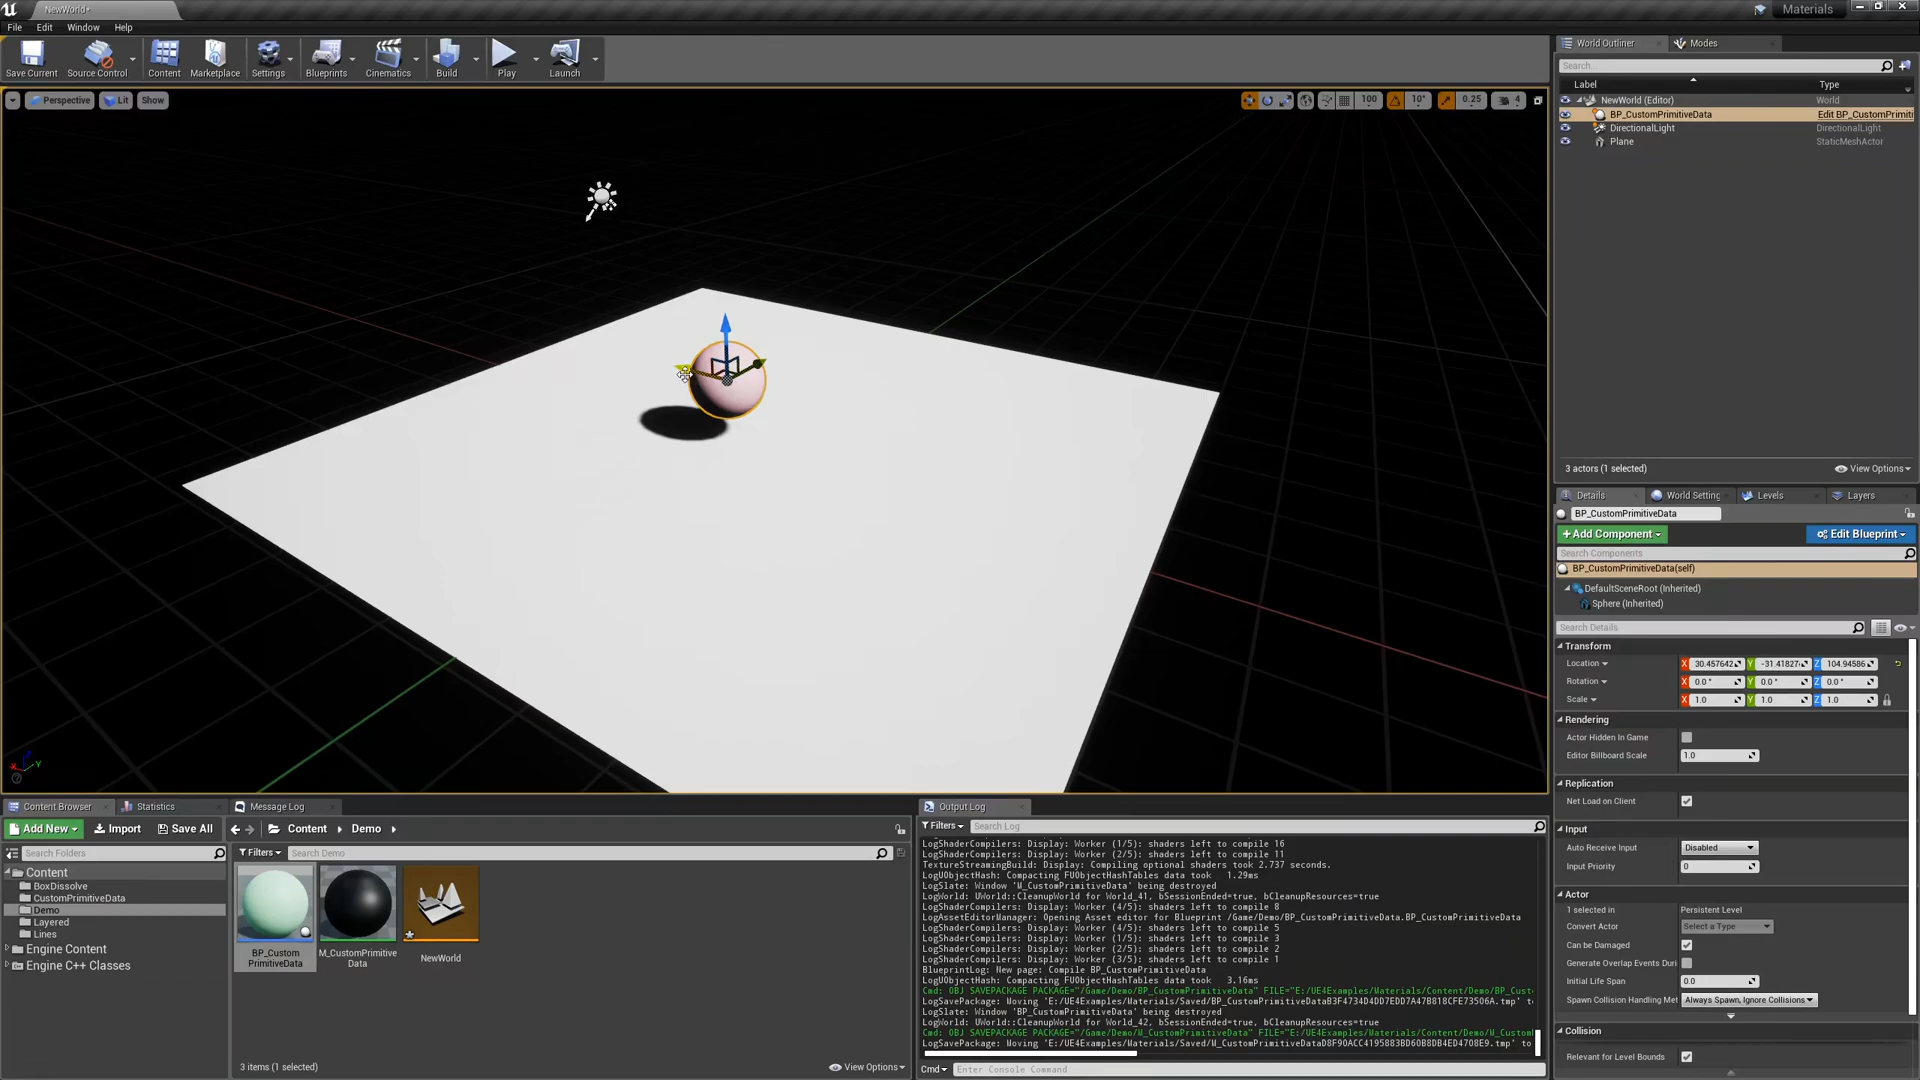 NewWorld*
Materials
File Edit Window Help
Save Current
Source Control
Content
Marketplace
Settings
Blueprints
Cinematics
Build
Play
Launch
Perspective
Lit
Show
100
10°
0.25
4
World Outliner
Modes
Search...
Label
Type
NewWorld (Editor)
World
BP_CustomPrimitiveData
Edit BP_CustomPrimiti
DirectionalLight
DirectionalLight
Plane
StaticMeshActor
3 actors (1 selected)
View Options
Details
World Setting
Levels
Layers
BP_CustomPrimitiveData
+Add Component
Edit Blueprint
Search Components
BP_CustomPrimitiveData(self)
DefaultSceneRoot (Inherited)
Sphere (Inherited)
Search Details
Transform
Location X 30.457642 Y -31.41827 Z 104.94586
Rotation X 0.0 ° Y 0.0 ° Z 0.0 °
Scale X 1.0 Y 1.0 Z 1.0
Rendering
Actor Hidden In Game
Editor Billboard Scale 1.0
Replication
Net Load on Client
Input
Auto Receive Input Disabled
Input Priority 0
Actor
1 selected in Persistent Level
Convert Actor Select a Type
Can be Damaged
Generate Overlap Events Duri
Initial Life Span 0.0
Spawn Collision Handling Met Always Spawn, Ignore Collisions
Collision
Relevant for Level Bounds
Content Browser
Statistics
Message Log
Add New
Import
Save All
Content
Demo
Search Folders
Filters
Search Demo
Content
BoxDissolve
CustomPrimitiveData
Demo
Layered
Lines
Engine Content
Engine C++ Classes
BP_Custom
PrimitiveData
M_CustomPrimitive
Data
NewWorld
3 items (1 selected)
View Options
Output Log
Filters
Search Log
LogShaderCompilers: Display: Worker (1/5): shaders left to compile 16
LogShaderCompilers: Display: Worker (2/5): shaders left to compile 11
TextureStreamingBuild: Display: Compiling optional shaders took 2.737 seconds.
LogUObjectHash: Compacting FUObjectHashTables data took 1.29ms
LogSlate: Window 'M_CustomPrimitiveData' being destroyed
LogWorld: UWorld::CleanupWorld for World_41, bSessionEnded=true, bCleanupResources=true
LogShaderCompilers: Display: Worker (4/5): shaders left to compile 8
LogAssetEditorManager: Opening Asset editor for Blueprint /Game/Demo/BP_CustomPrimitiveData.BP_CustomPrimitiveData
LogShaderCompilers: Display: Worker (4/5): shaders left to compile 5
LogShaderCompilers: Display: Worker (1/5): shaders left to compile 3
LogShaderCompilers: Display: Worker (2/5): shaders left to compile 2
LogShaderCompilers: Display: Worker (3/5): shaders left to compile 1
BlueprintLog: New page: Compile BP_CustomPrimitiveData
LogUObjectHash: Compacting FUObjectHashTables data took 3.16ms
Cmd: OBJ SAVEPACKAGE PACKAGE="/Game/Demo/BP_CustomPrimitiveData" FILE="E:/UE4Examples/Materials/Content/Demo/BP_Cust
LogSavePackage: Moving 'E:/UE4Examples/Materials/Saved/BP_CustomPrimitiveDataB3F4734D4DD7EDD7A47B818CFE73506A.tmp' to
LogSlate: Window 'BP_CustomPrimitiveData' being destroyed
LogWorld: UWorld::CleanupWorld for World_42, bSessionEnded=true, bCleanupResources=true
Cmd: OBJ SAVEPACKAGE PACKAGE="/Game/Demo/M_CustomPrimitiveData" FILE="E:/UE4Examples/Materials/Content/Demo/M_Custom
LogSavePackage: Moving 'E:/UE4Examples/Materials/Saved/M_CustomPrimitiveDataD8F90ACC4195883BD60B8DB4ED4708E9.tmp' to
Cmd
Enter Console Command